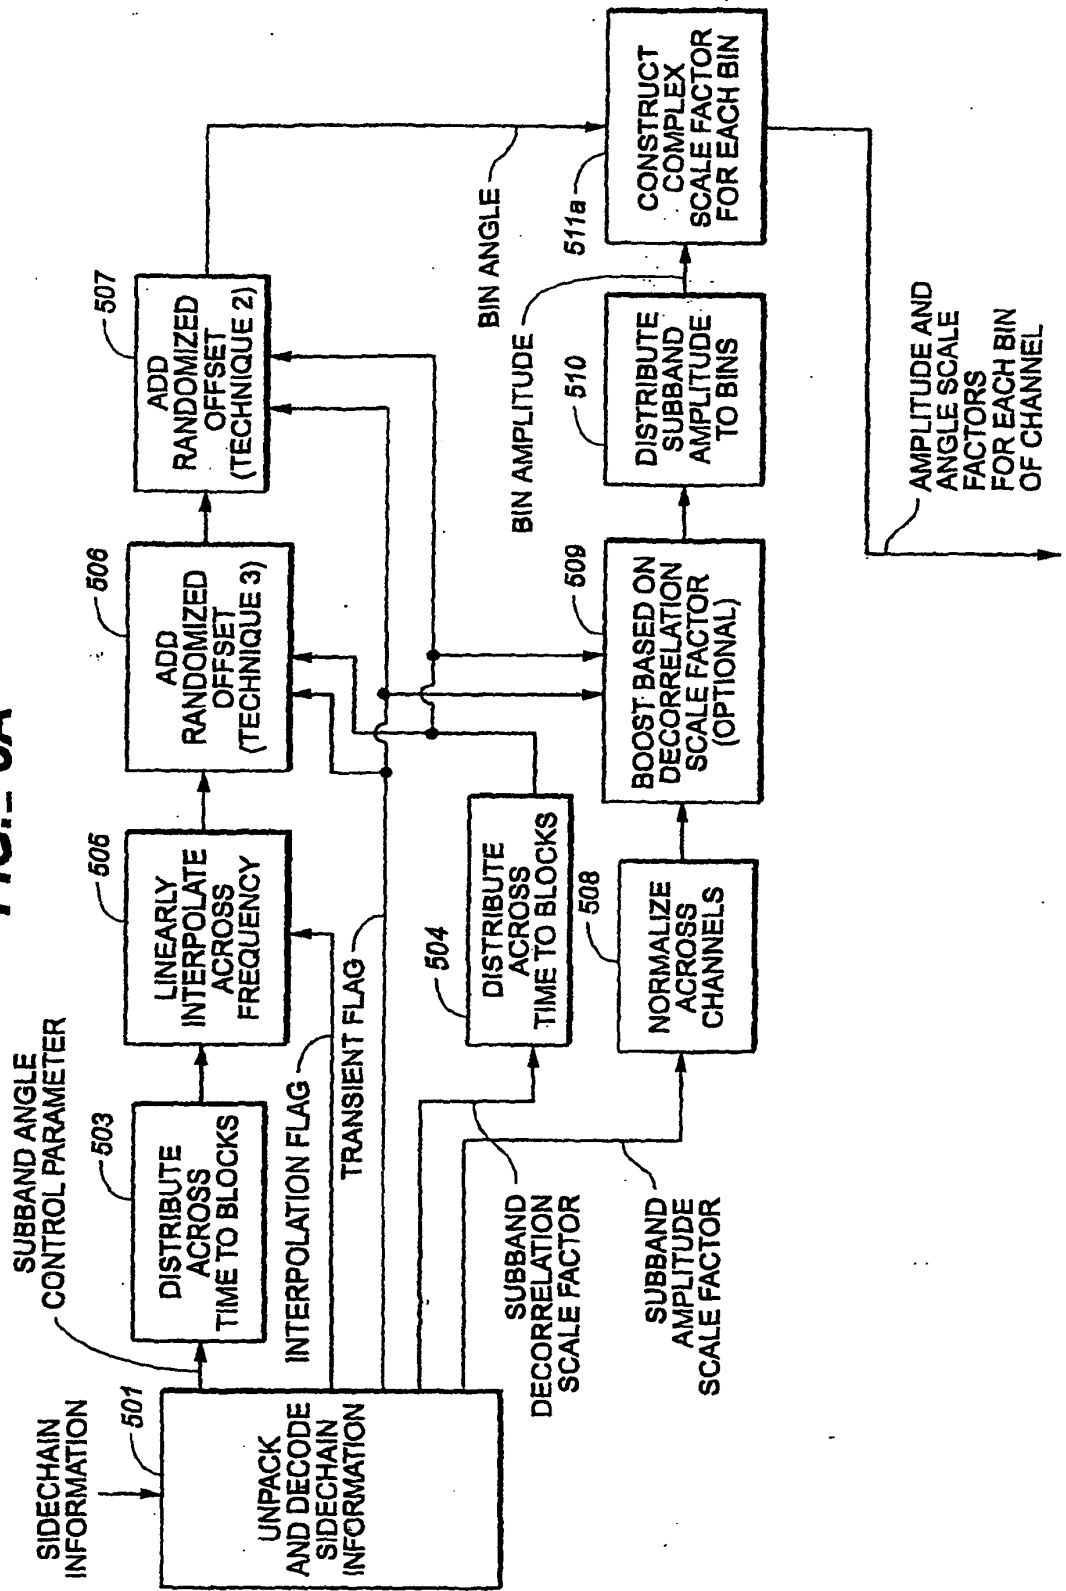 SIDECHAIN
INFORMATION
501
UNPACK
AND DECODE
SIDECHAIN
INFORMATION
SUBBAND ANGLE
CONTROL PARAMETER
503
DISTRIBUTE
ACROSS
TIME TO BLOCKS
505
LINEARLY
INTERPOLATE
ACROSS
FREQUENCY
506
ADD
RANDOMIZED
OFFSET
(TECHNIQUE 3)
507
ADD
RANDOMIZED
OFFSET
(TECHNIQUE 2)
INTERPOLATION FLAG
TRANSIENT FLAG
SUBBAND
DECORRELATION
SCALE FACTOR
504
DISTRIBUTE
ACROSS
TIME TO BLOCKS
SUBBAND
AMPLITUDE
SCALE FACTOR
508
NORMALIZE
ACROSS
CHANNELS
509
BOOST BASED ON
DECORRELATION
SCALE FACTOR
(OPTIONAL)
510
DISTRIBUTE
SUBBAND
AMPLITUDE
TO BINS
BIN AMPLITUDE
BIN ANGLE
511a
CONSTRUCT
COMPLEX
SCALE FACTOR
FOR EACH BIN
AMPLITUDE AND
ANGLE SCALE
FACTORS
FOR EACH BIN
OF CHANNEL